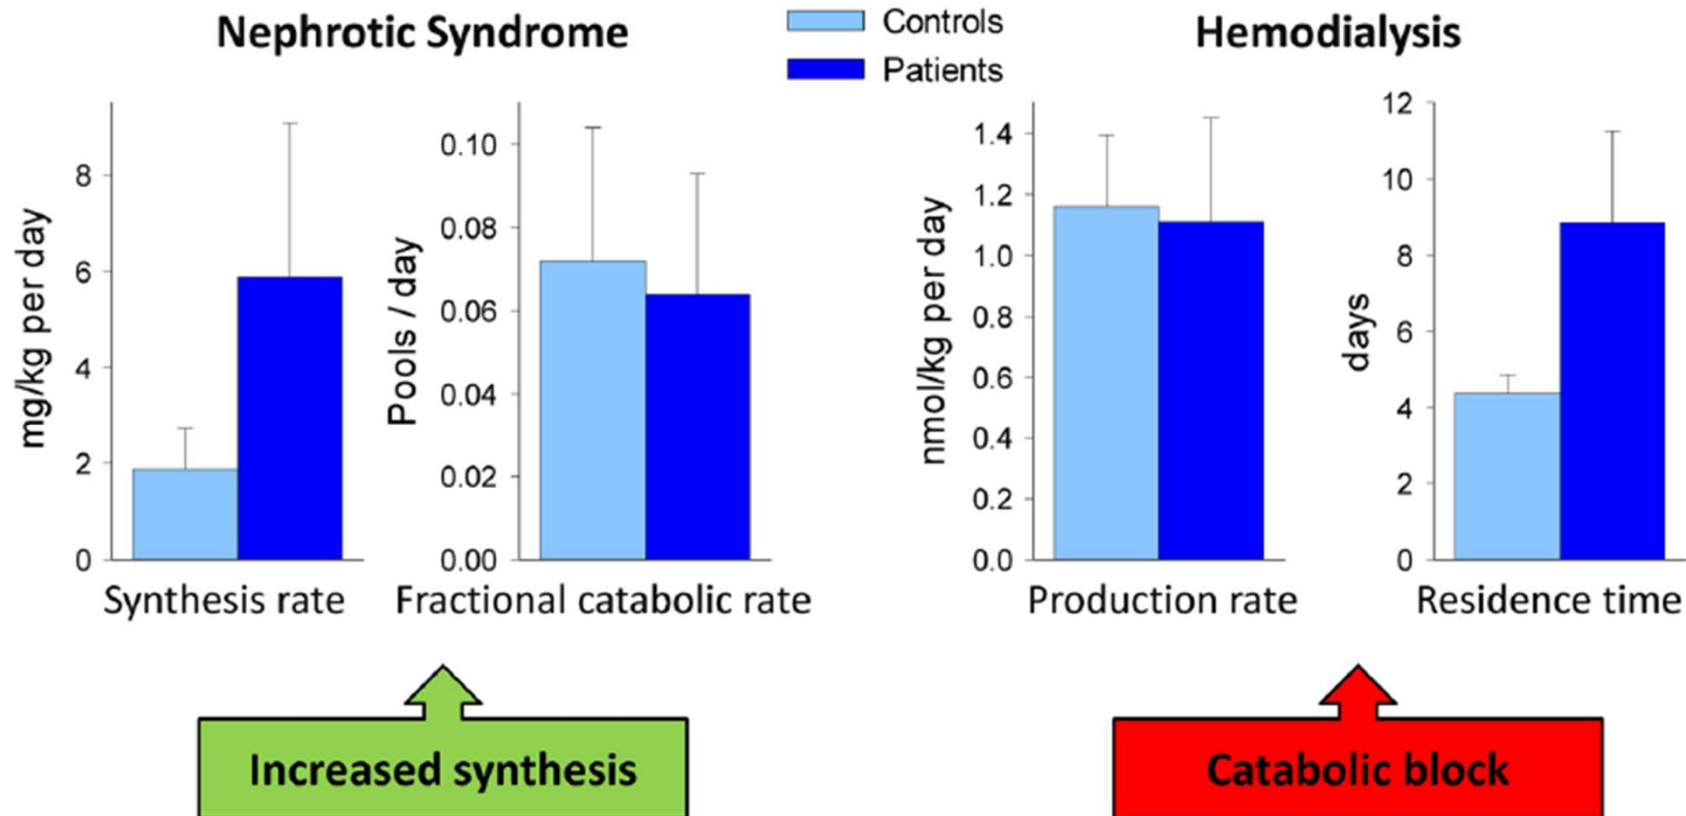 Nephrotic Syndrome
Controls
Patients
Hemodialysis
mg/kg per day
8
6
4
2
0
Synthesis rate
Pools / day
0.10
0.08
0.06
0.04
0.02
0.00
Fractional catabolic rate
nmol/kg per day
1.4
1.2
1.0
0.8
0.6
0.4
0.2
0.0
Production rate
days
12
10
8
6
4
2
0
Residence time
Increased synthesis
Catabolic block